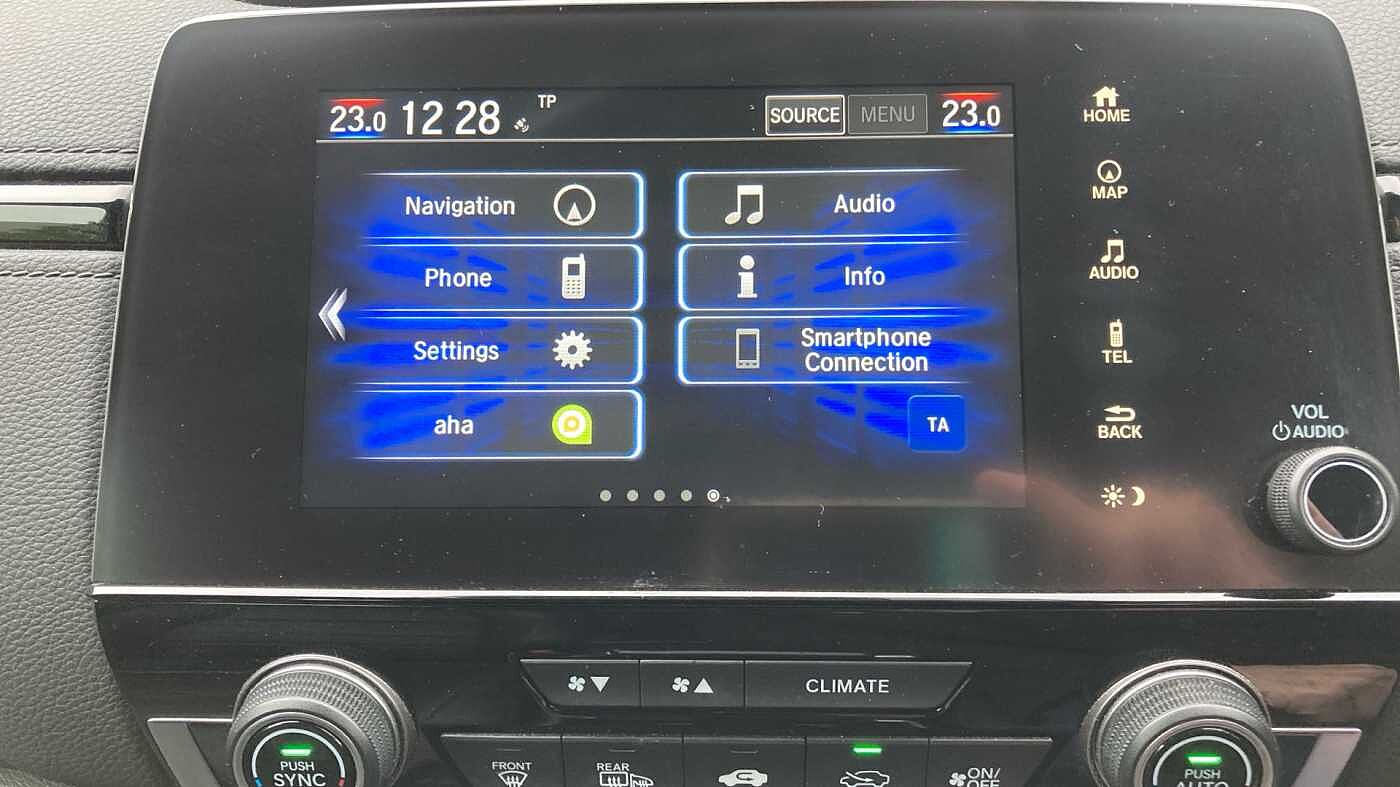 23.0 12 28 TP SOURCE MENU 23.0
Navigation
Audio
Phone
Info
Settings
Smartphone
Connection
aha
TA
HOME
MAP
AUDIO
TEL
BACK
VOL
AUDIO
CLIMATE
PUSH
SYNC
FRONT
REAR
ON/
OFF
PUSH
AUTO